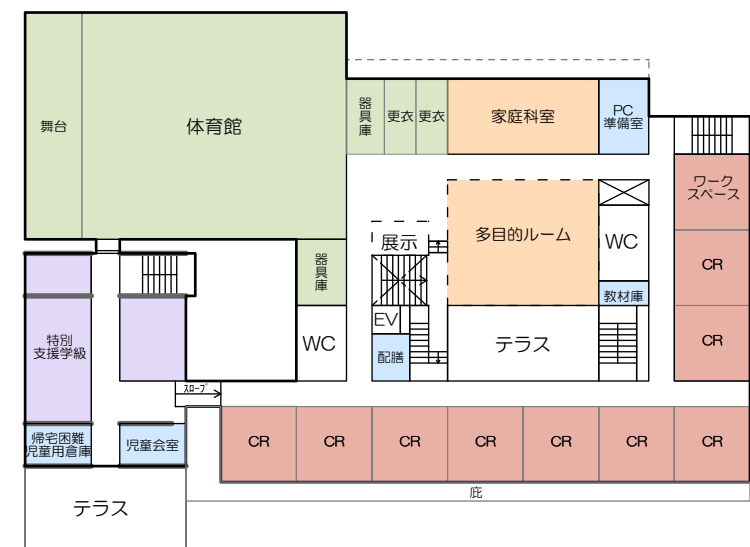 舞台
体育館
器具庫
更衣
更衣
家庭科室
PC
準備室
ワーク
スペース
展示
多目的ルーム
WC
CR
器具庫
教材庫
EV
WC
配膳
テラス
CR
特別
支援学級
スロープ
帰宅困難
児童用倉庫
児童会室
CR
CR
CR
CR
CR
CR
CR
庇
テラス